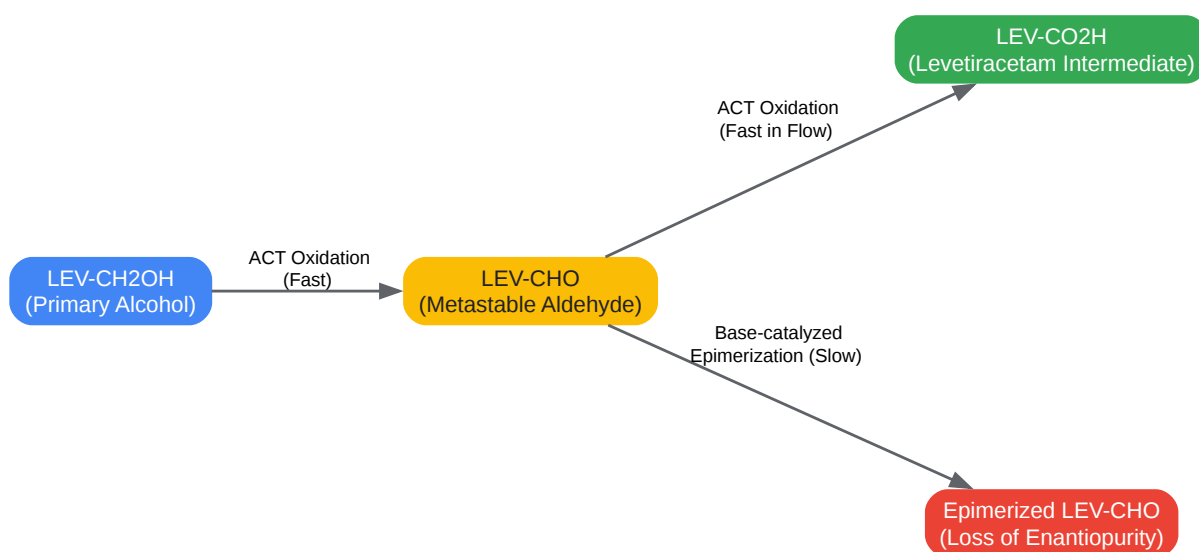 LEV-CO2H
(Levetiracetam Intermediate)
ACT Oxidation
(Fast in Flow)
ACT Oxidation
(Fast)
LEV-CH2OH
(Primary Alcohol)
LEV-CHO
(Metastable Aldehyde)
Base-catalyzed
Epimerization (Slow)
Epimerized LEV-CHO
(Loss of Enantiopurity)